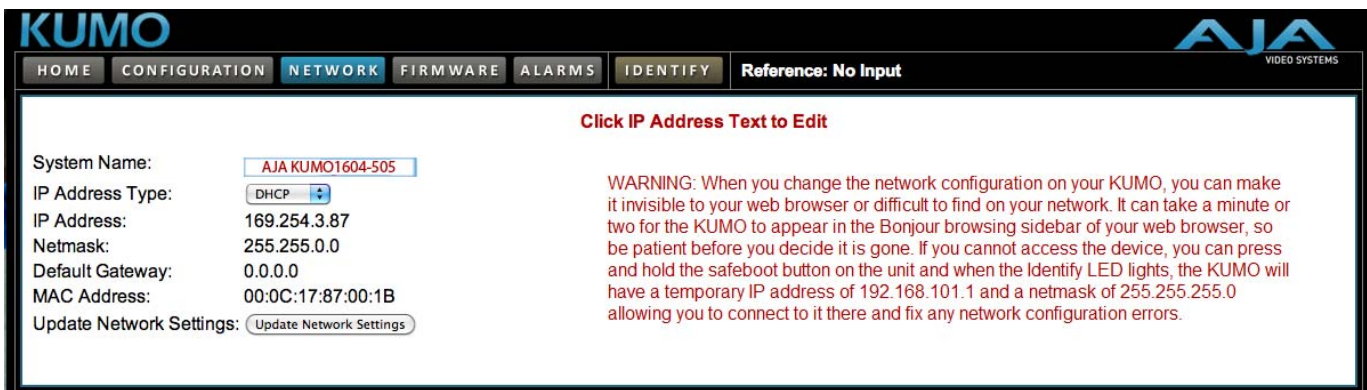 KUMO
AJA
VIDEO SYSTEMS
HOME CONFIGURATION NETWORK FIRMWARE ALARMS IDENTIFY Reference: No Input
Click IP Address Text to Edit
System Name: AJA KUMO1604-505
IP Address Type: DHCP
IP Address: 169.254.3.87
Netmask: 255.255.0.0
Default Gateway: 0.0.0.0
MAC Address: 00:0C:17:87:00:1B
Update Network Settings: Update Network Settings
WARNING: When you change the network configuration on your KUMO, you can make
it invisible to your web browser or difficult to find on your network. It can take a minute or
two for the KUMO to appear in the Bonjour browsing sidebar of your web browser, so
be patient before you decide it is gone. If you cannot access the device, you can press
and hold the safeboot button on the unit and when the Identify LED lights, the KUMO will
have a temporary IP address of 192.168.101.1 and a netmask of 255.255.255.0
allowing you to connect to it there and fix any network configuration errors.